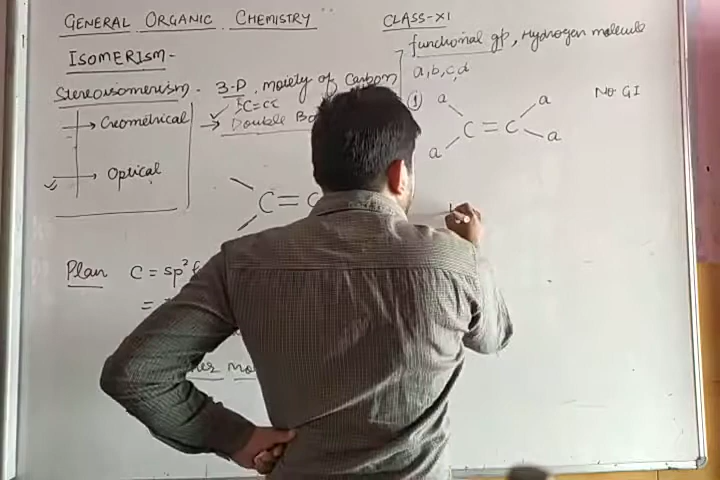 GENERAL ORGANIC CHEMISTRY
CLASS-XI
ISOMERISM-
Stereoisomerism. 3-D, moiety of Carbon
Geometrical
Optical
C=C
Double
C=C
Plan C = sp²
=
functional gp, Hydrogen molecule
a,b,c,d
① a a No GI
C=C
a a